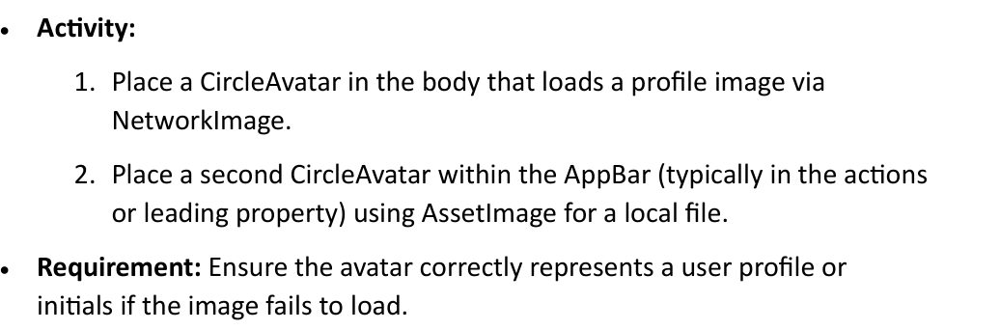 • Activity:
1. Place a CircleAvatar in the body that loads a profile image via
NetworkImage.
2. Place a second CircleAvatar within the AppBar (typically in the actions
or leading property) using AssetImage for a local file.
• Requirement: Ensure the avatar correctly represents a user profile or
initials if the image fails to load.